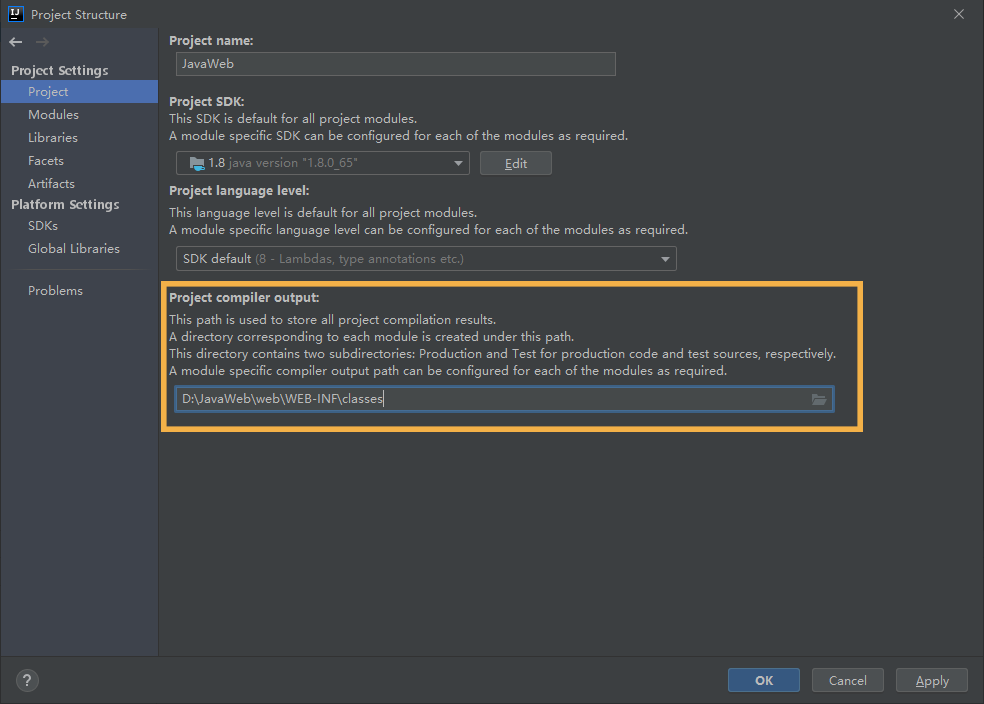 Project Structure
Project Settings
Project
Modules
Libraries
Facets
Artifacts
Platform Settings
SDKs
Global Libraries
Problems
Project name:
JavaWeb
Project SDK:
This SDK is default for all project modules.
A module specific SDK can be configured for each of the modules as required.
1.8 java version "1.8.0_65"
Edit
Project language level:
This language level is default for all project modules.
A module specific language level can be configured for each of the modules as required.
SDK default (8 - Lambdas, type annotations etc.)
Project compiler output:
This path is used to store all project compilation results.
A directory corresponding to each module is created under this path.
This directory contains two subdirectories: Production and Test for production code and test sources, respectively.
A module specific compiler output path can be configured for each of the modules as required.
D:\JavaWeb\web\WEB-INF\classes
?
OK
Cancel
Apply